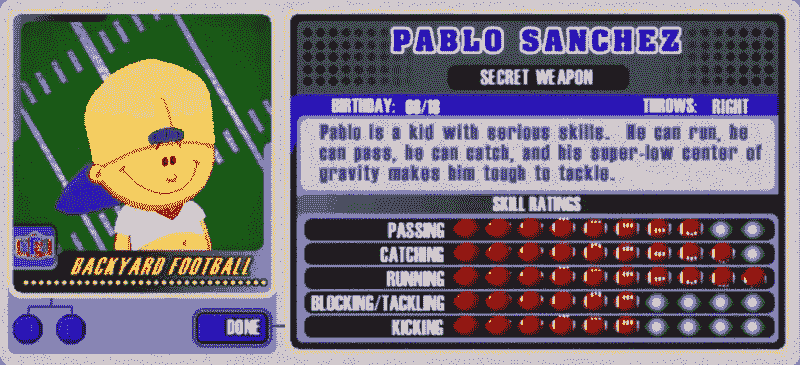 PABLO SANCHEZ
SECRET WEAPON
BIRTHDAY: 08/18 THROWS: RIGHT
Pablo is a kid with serious skills. He can run, he
can pass, he can catch, and his super-low center of
gravity makes him tough to tackle.
SKILL RATINGS
PASSING
CATCHING
RUNNING
BLOCKING/TACKLING
KICKING
BACKYARD FOOTBALL
DONE